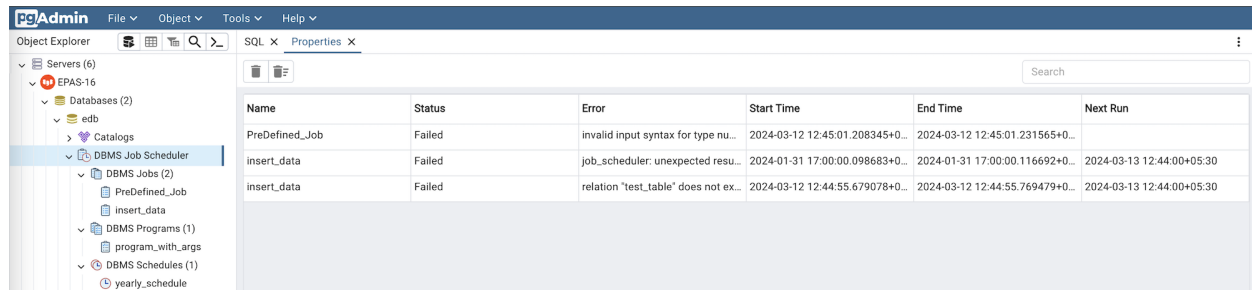 pgAdmin File Object Tools Help
Object Explorer SQL Properties
Servers (6)
EPAS-16
Search
Databases (2)
Name Status Error Start Time End Time Next Run
edb
PreDefined_Job Failed invalid input syntax for type nu... 2024-03-12 12:45:01.208345+0... 2024-03-12 12:45:01.231565+0...
Catalogs
DBMS Job Scheduler
insert_data Failed job_scheduler: unexpected resu... 2024-01-31 17:00:00.098683+0... 2024-01-31 17:00:00.116692+0... 2024-03-13 12:44:00+05:30
DBMS Jobs (2)
insert_data Failed relation "test_table" does not ex... 2024-03-12 12:44:55.679078+0... 2024-03-12 12:44:55.769479+0... 2024-03-13 12:44:00+05:30
PreDefined_Job
insert_data
DBMS Programs (1)
program_with_args
DBMS Schedules (1)
yearly_schedule